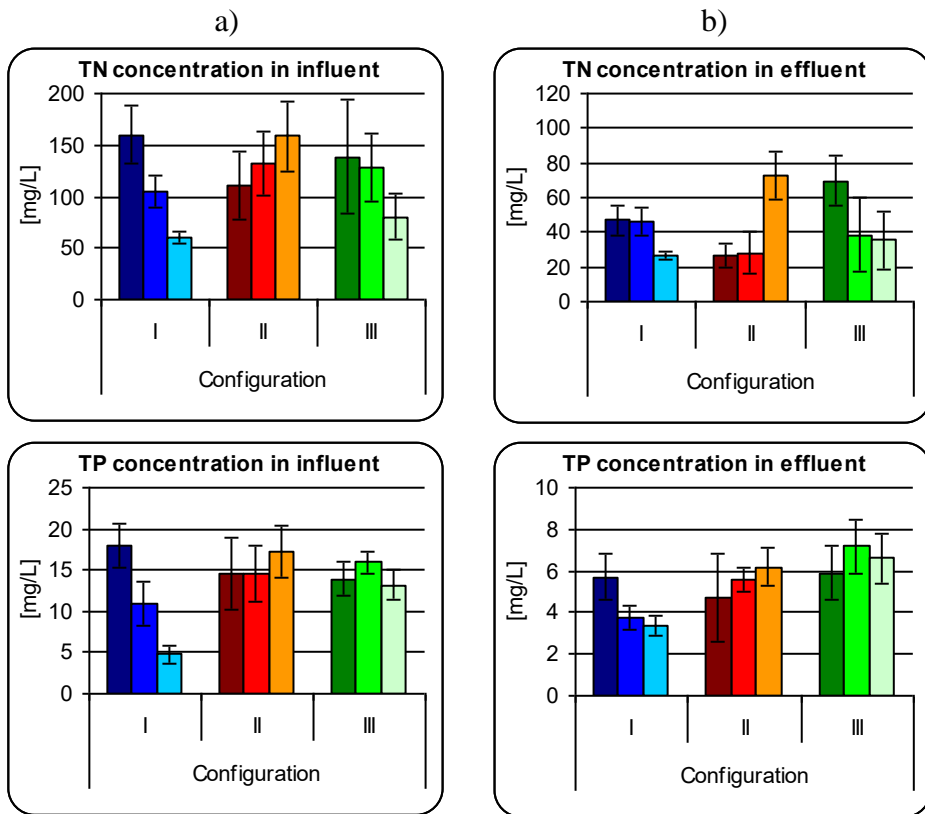 a)
b)
TN concentration in influent
200
150
100
50
0
[mg/L]
I II III
Configuration
TN concentration in effluent
120
100
80
60
40
20
0
[mg/L]
I II III
Configuration
TP concentration in influent
25
20
15
10
5
0
[mg/L]
I II III
Configuration
TP concentration in effluent
10
8
6
4
2
0
[mg/L]
I II III
Configuration